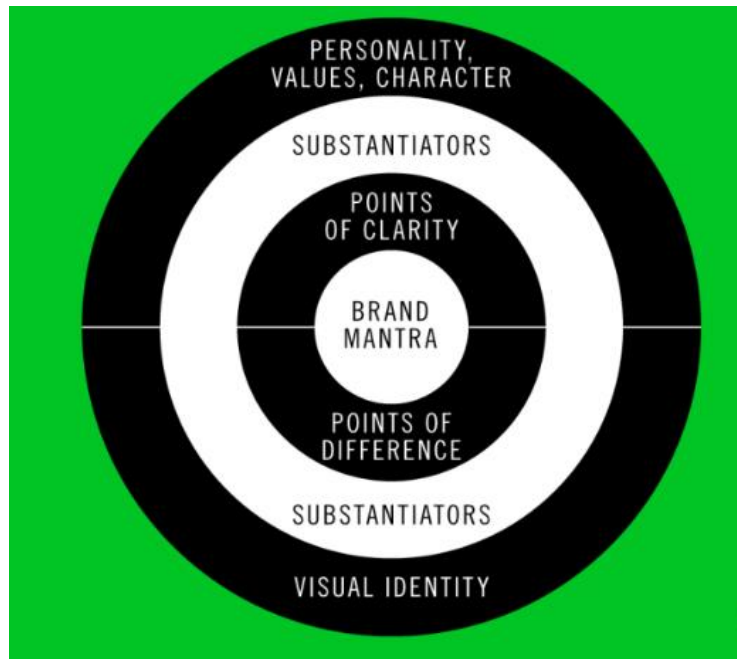 PERSONALITY,
VALUES, CHARACTER
SUBSTANTIATORS
POINTS
OF CLARITY
BRAND
MANTRA
POINTS OF
DIFFERENCE
SUBSTANTIATORS
VISUAL IDENTITY